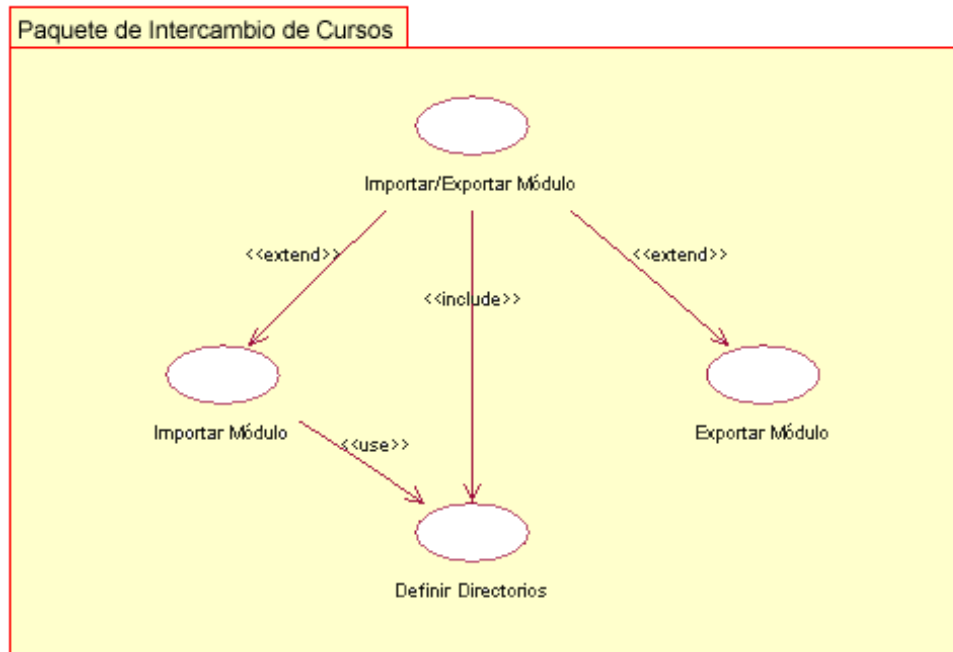 Paquete de Intercambio de Cursos
Importar/Exportar Módulo
<<extend>>
<<extend>>
<<include>>
Importar Módulo
Exportar Módulo
<<use>>
Definir Directorios